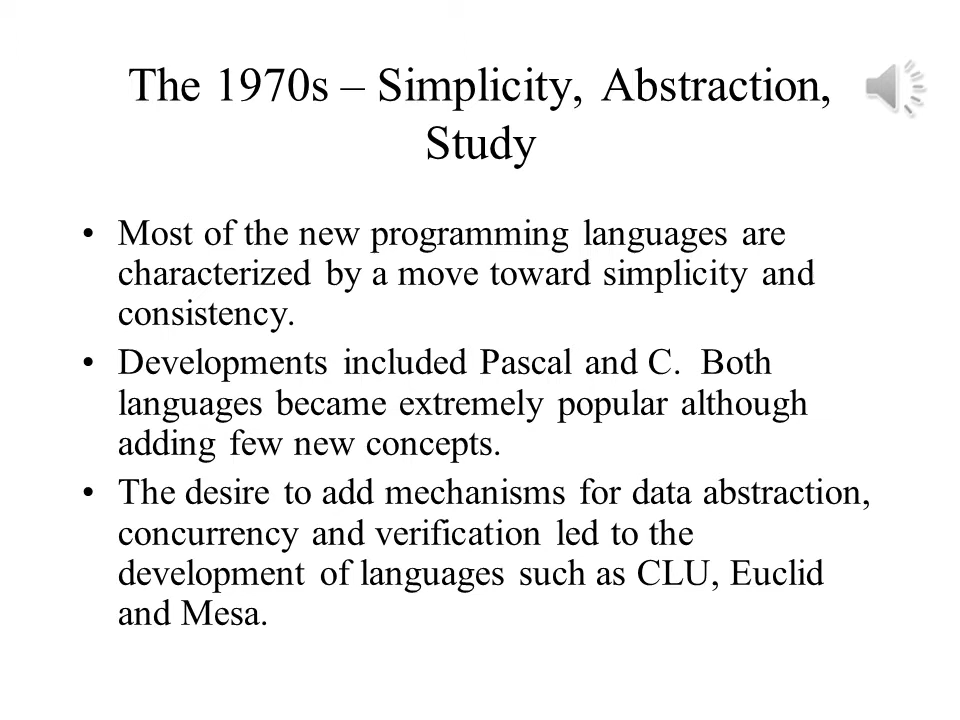 The 1970s – Simplicity, Abstraction,
Study
• Most of the new programming languages are
characterized by a move toward simplicity and
consistency.
• Developments included Pascal and C.  Both
languages became extremely popular although
adding few new concepts.
• The desire to add mechanisms for data abstraction,
concurrency and verification led to the
development of languages such as CLU, Euclid
and Mesa.